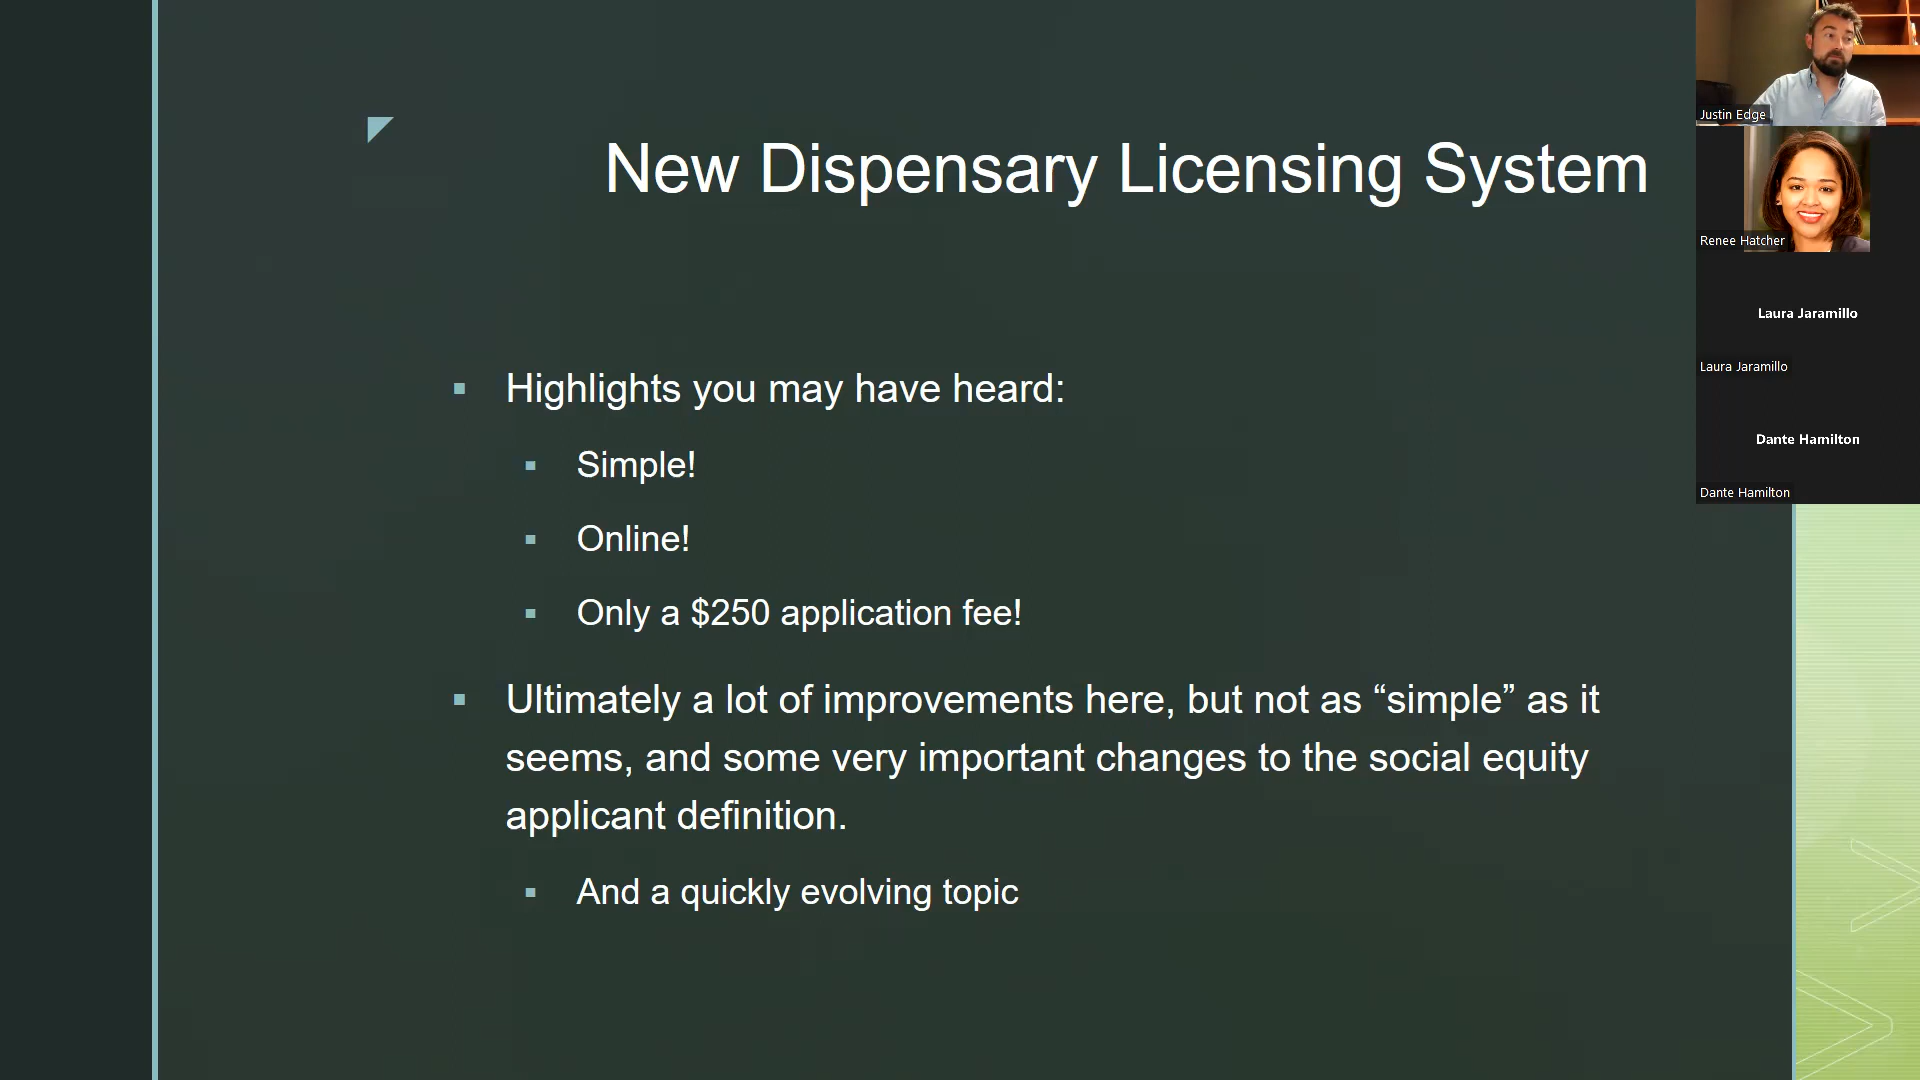 New Dispensary Licensing System
Highlights you may have heard:
Simple!
Online!
Only a $250 application fee!
Ultimately a lot of improvements here, but not as “simple” as it
seems, and some very important changes to the social equity
applicant definition.
And a quickly evolving topic
Justin Edge
Renee Hatcher
Laura Jaramillo
Laura Jaramillo
Dante Hamilton
Dante Hamilton